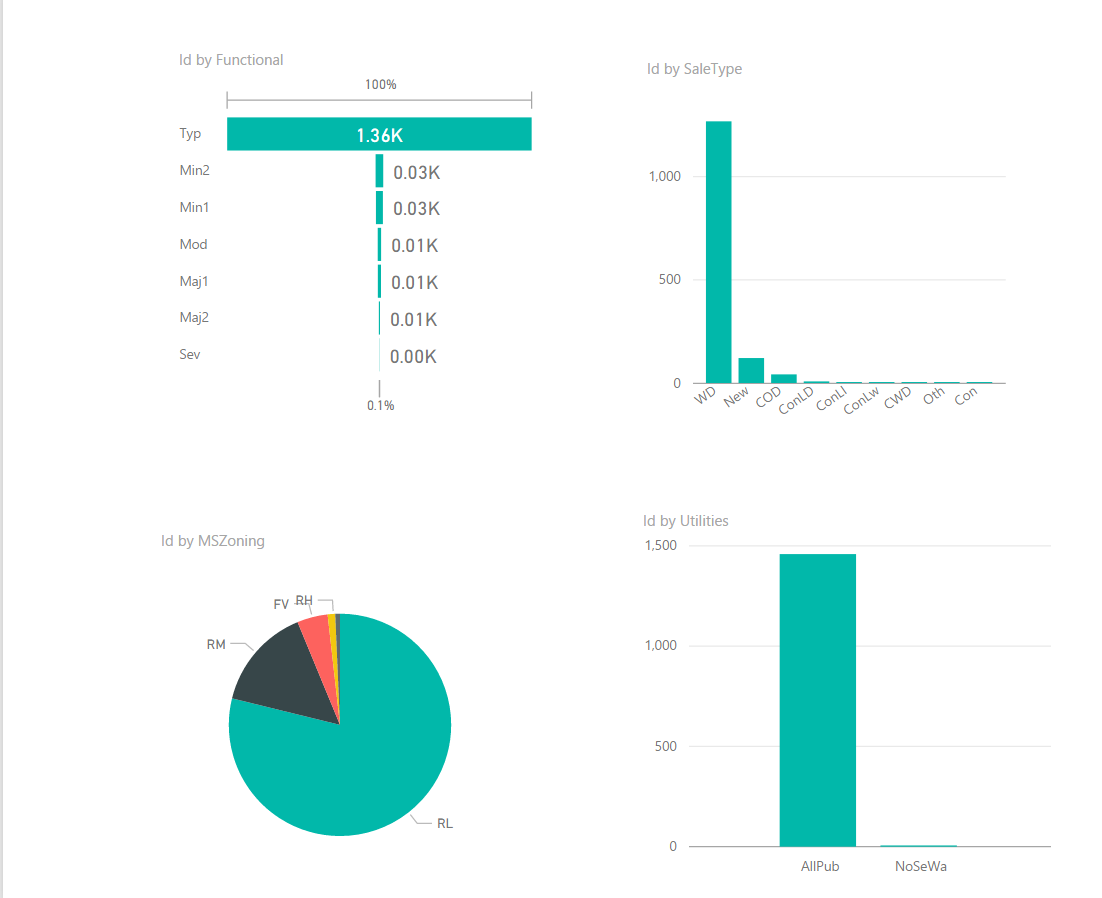 Id by Functional
100%
Typ 1.36K
Min2 0.03K
Min1 0.03K
Mod 0.01K
Maj1 0.01K
Maj2 0.01K
Sev 0.00K
0.1%
Id by SaleType
1,000
500
0
WD New COD ConLD ConLI ConLw CWD Oth Con
Id by MSZoning
FV RH
RM
RL
Id by Utilities
1,500
1,000
500
0
AllPub NoSeWa